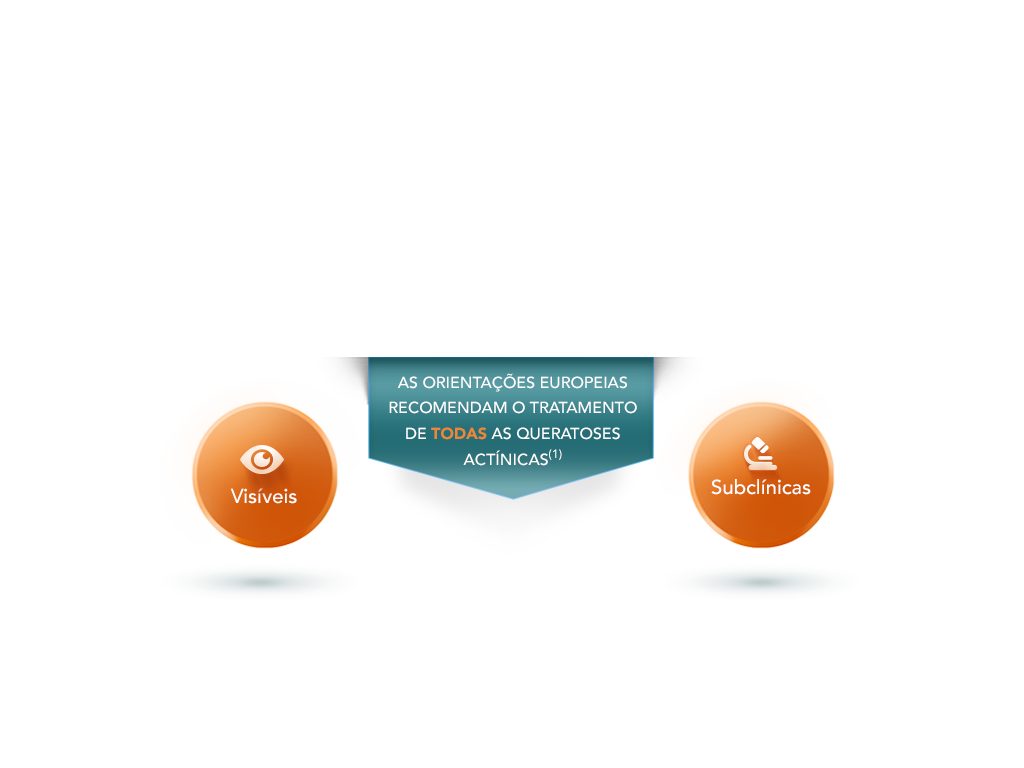 AS ORIENTAÇÕES EUROPEIAS
RECOMENDAM O TRATAMENTO
DE TODAS AS QUERATOSES
ACTÍNICAS(1)
Visíveis
Subclínicas